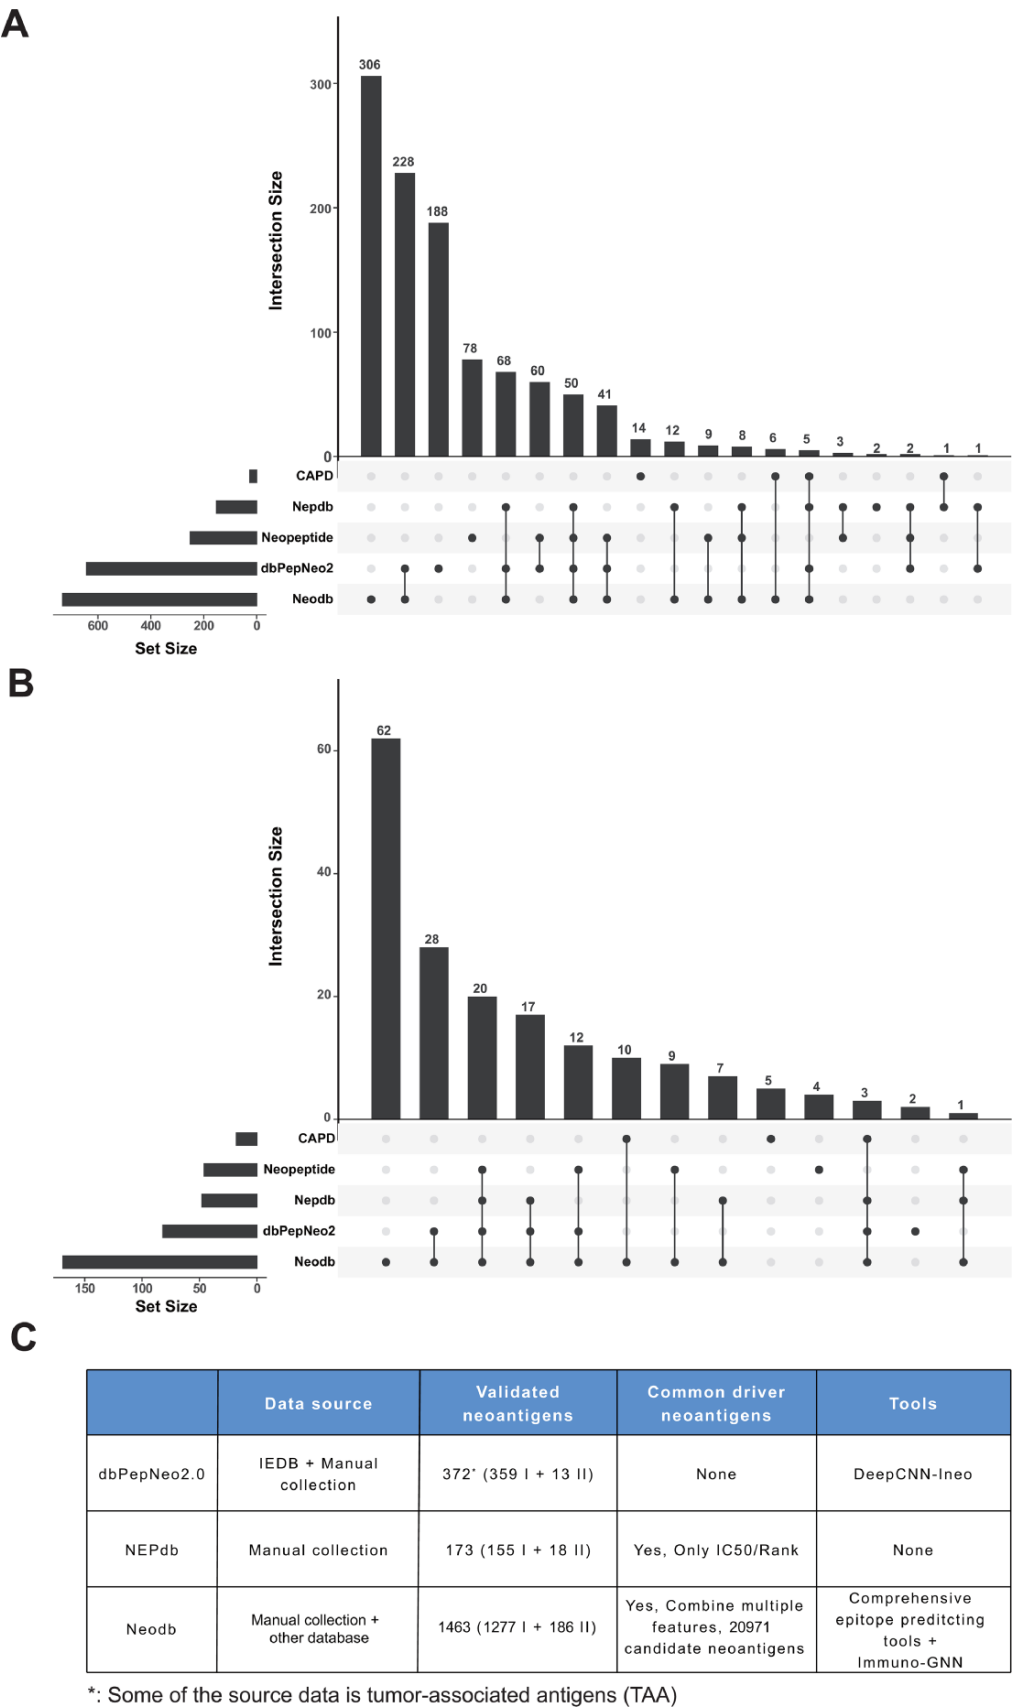 A
306
228
188
78
68
60
50
41
14
12
9
8
6
5
3
2
2
1
1
300
200
100
0
Intersection Size
CAPD
Nepdb
Neopeptide
dbPepNeo2
Neodb
600
400
200
0
Set Size
B
62
28
20
17
12
10
9
7
5
4
3
2
1
60
40
20
0
Intersection Size
CAPD
Neopeptide
Nepdb
dbPepNeo2
Neodb
150
100
50
0
Set Size
C
Data source
Validated
neoantigens
Common driver
neoantigens
Tools
dbPepNeo2.0
IEDB + Manual
collection
372* (359 I + 13 II)
None
DeepCNN-Ineo
NEPdb
Manual collection
173 (155 I + 18 II)
Yes, Only IC50/Rank
None
Neodb
Manual collection +
other database
1463 (1277 I + 186 II)
Yes, Combine multiple
features, 20971
candidate neoantigens
Comprehensive
epitope preditcting
tools +
Immuno-GNN
*: Some of the source data is tumor-associated antigens (TAA)